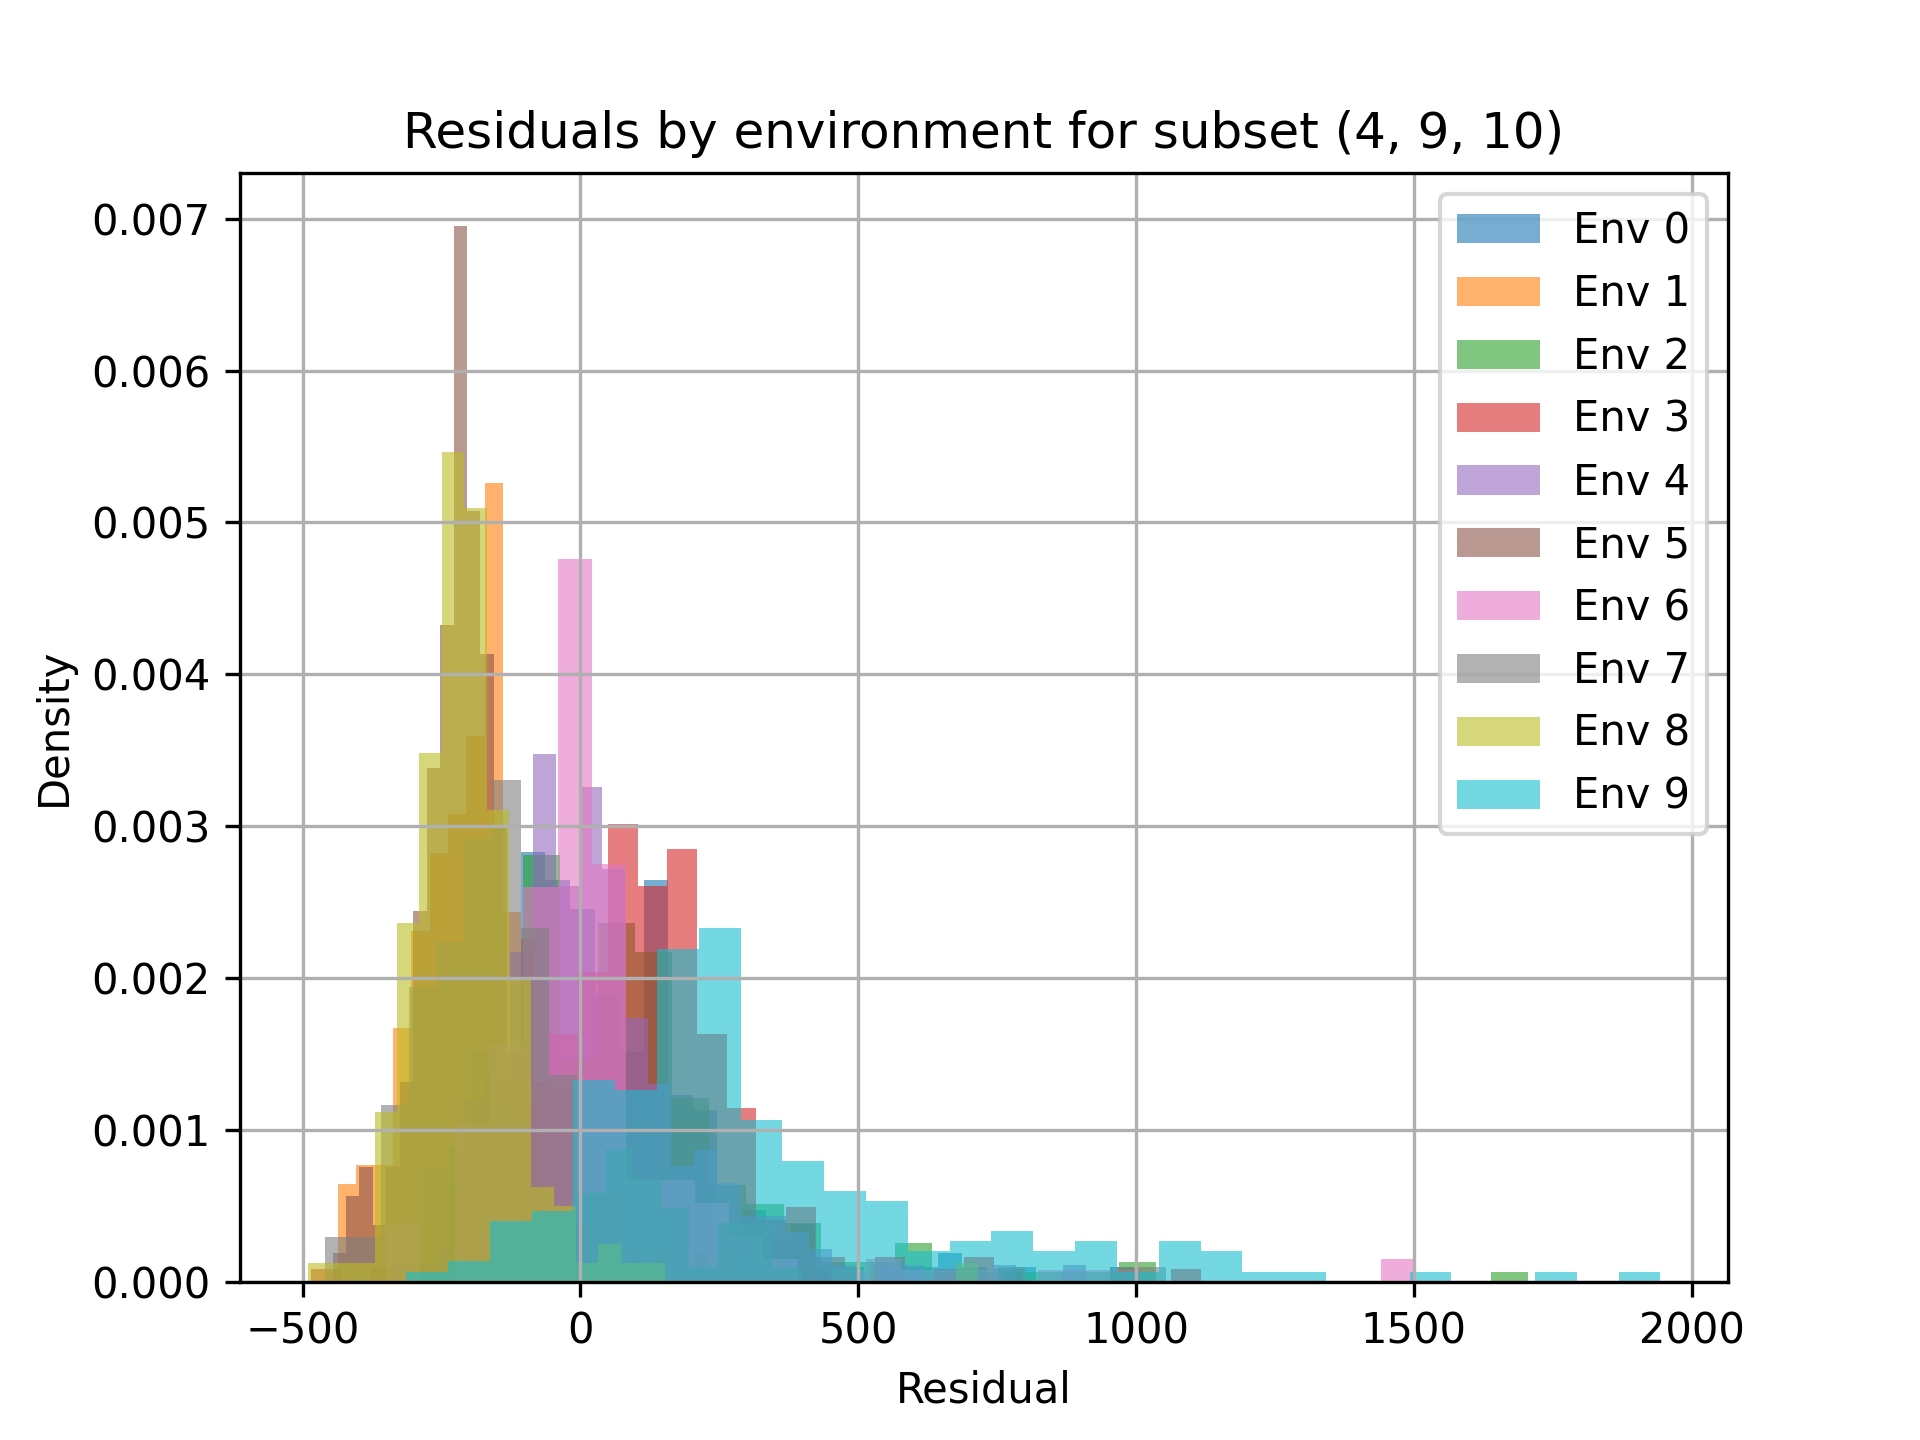 Residuals by environment for subset (4, 9, 10)
0.007
0.006
0.005
0.004
0.003
0.002
0.001
0.000
Density
−500
0
500
1000
1500
2000
Residual
Env 0
Env 1
Env 2
Env 3
Env 4
Env 5
Env 6
Env 7
Env 8
Env 9